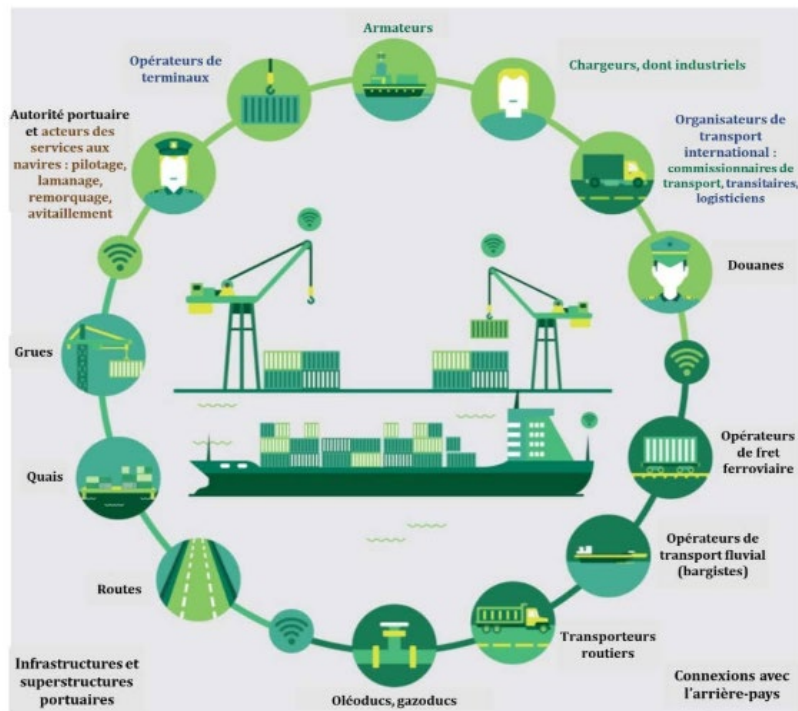 Armateurs
Opérateurs de
terminaux
Chargeurs, dont industriels
Autorité portuaire
et acteurs des
services aux
navires : pilotage,
lamanage,
remorquage,
avitaillement
Organisateurs de
transport
international :
commissionnaires de
transport, transitaires,
logisticiens
Douanes
Grues
Opérateurs
de fret
ferroviaire
Quais
Opérateurs de
transport fluvial
(bargistes)
Routes
Transporteurs
routiers
Infrastructures et
superstructures
portuaires
Oléoducs, gazoducs
Connexions avec
l'arrière-pays